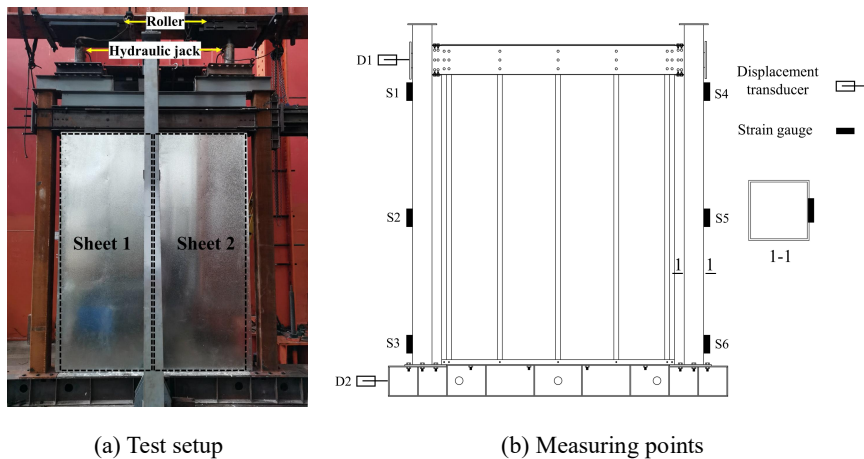 Roller
Hydraulic jack
Sheet 1
Sheet 2
D1
S1
S4
S2
S5
1
1
S3
S6
D2
Displacement
transducer
Strain gauge
1-1
(a) Test setup
(b) Measuring points